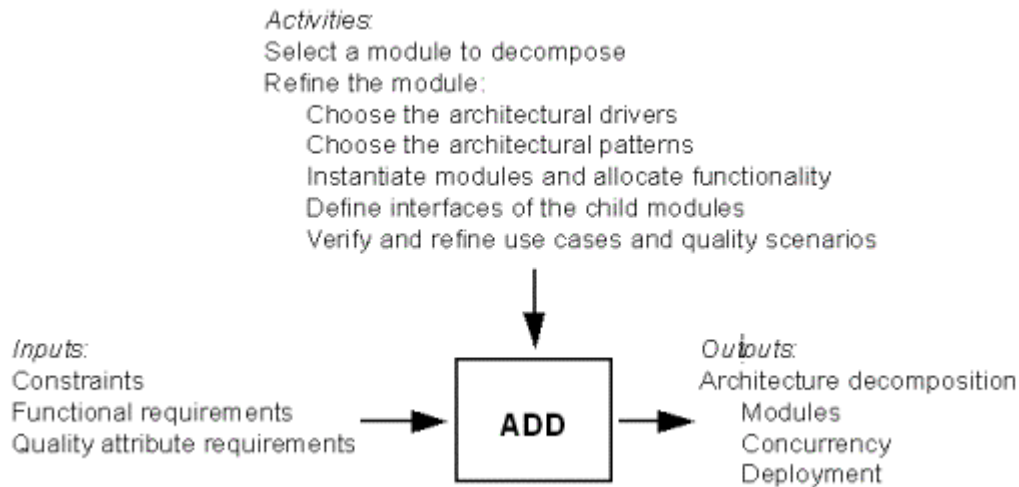 Activities:
Select a module to decompose
Refine the module:
Choose the architectural drivers
Choose the architectural patterns
Instantiate modules and allocate functionality
Define interfaces of the child modules
Verify and refine use cases and quality scenarios
Inputs:
Constraints
Functional requirements
Quality attribute requirements
ADD
Outputs:
Architecture decomposition
Modules
Concurrency
Deployment